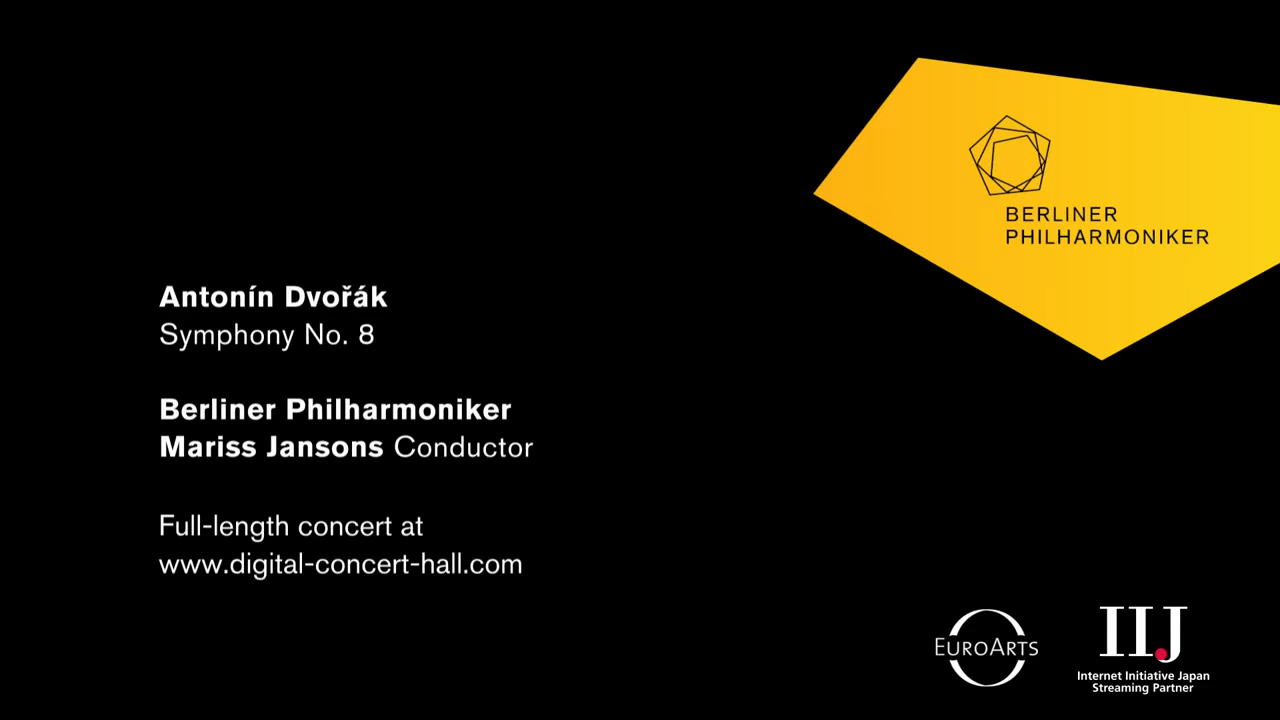 BERLINER
PHILHARMONIKER
Antonín Dvořák
Symphony No. 8
Berliner Philharmoniker
Mariss Jansons Conductor
Full-length concert at
www.digital-concert-hall.com
EUROARTS
IIJ
Internet Initiative Japan
Streaming Partner